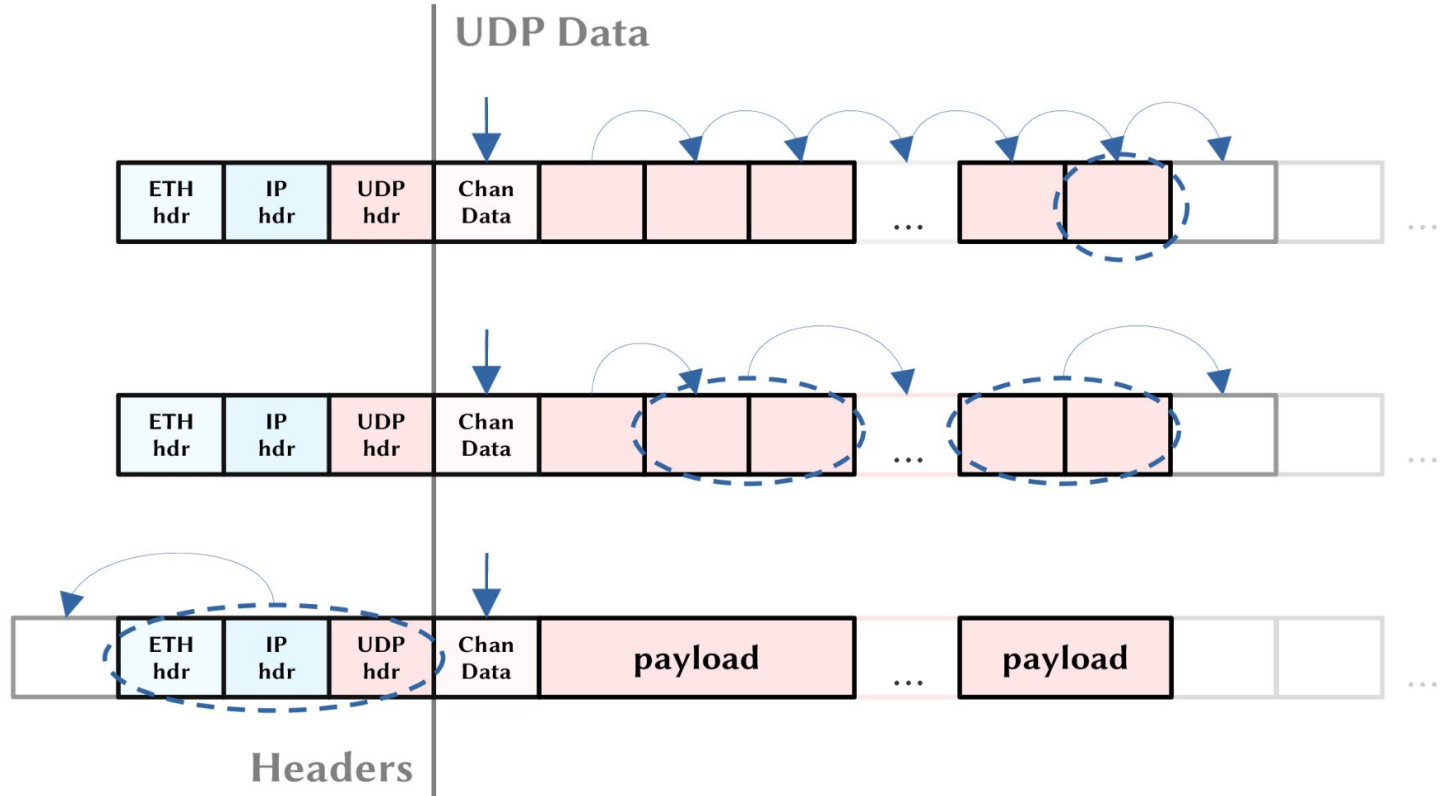 UDP Data
ETH
hdr
IP
hdr
UDP
hdr
Chan
Data
...
...
ETH
hdr
IP
hdr
UDP
hdr
Chan
Data
...
...
ETH
hdr
IP
hdr
UDP
hdr
Chan
Data
payload
...
payload
...
Headers